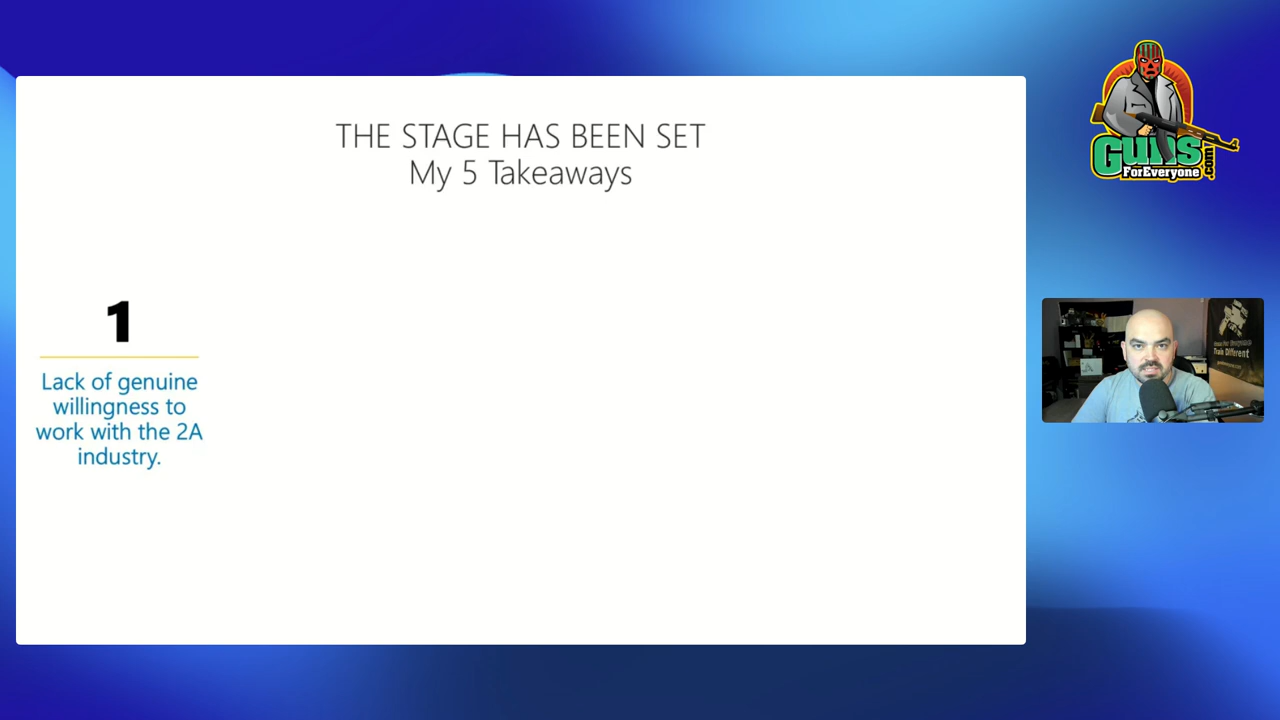 THE STAGE HAS BEEN SET
My 5 Takeaways
1
Lack of genuine
willingness to
work with the 2A
industry.
GUNS
ForEveryone
.com
Train Different